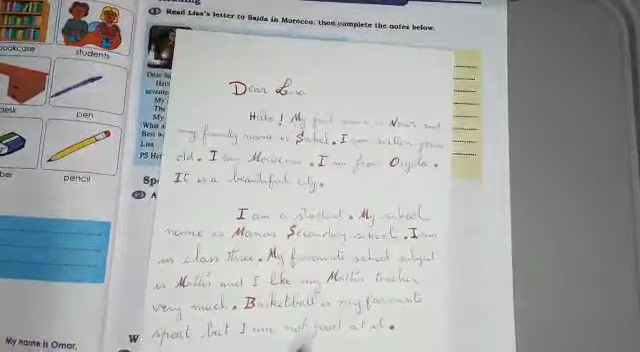 Read Lisa's letter to Saida in Morocco, then complete the notes below.
bookcase
students
desk
pen
pencil
My name is Omar.
Dear Lisa
Hello! My first name is and
my family name is . I am sixteen years
old. I am Moroccan. I am from Oujda.
It is a beautiful city.
I am a student. My school
name is Secondary school. I am
in class three. My favourite school subject
is Maths and I like my Maths teacher
very much. Basketball is my favourite
sport but I am not good at it.
Lisa